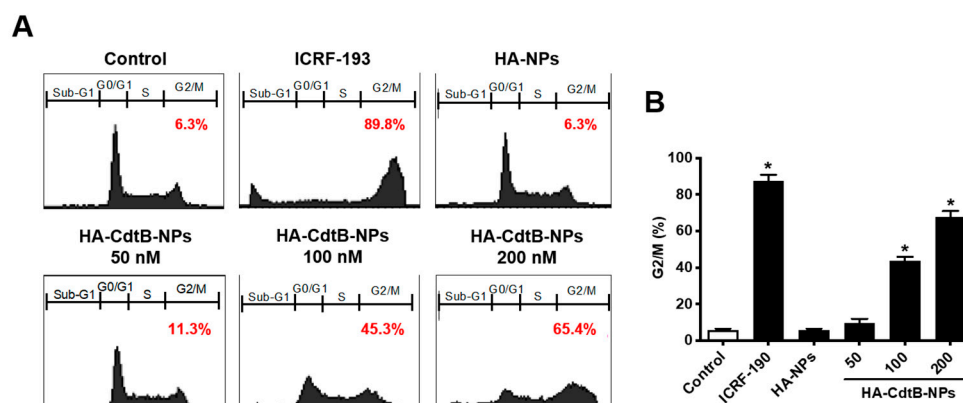 A
Control
ICRF-193
HA-NPs
Sub-G1 G0/G1 S G2/M
6.3%
Sub-G1 G0/G1 S G2/M
89.8%
Sub-G1 G0/G1 S G2/M
6.3%
HA-CdtB-NPs
50 nM
HA-CdtB-NPs
100 nM
HA-CdtB-NPs
200 nM
Sub-G1 G0/G1 S G2/M
11.3%
Sub-G1 G0/G1 S G2/M
45.3%
Sub-G1 G0/G1 S G2/M
65.4%
B
G2/M (%)
100
80
60
40
20
0
*
*
*
Control
ICRF-190
HA-NPs
50
100
200
HA-CdtB-NPs